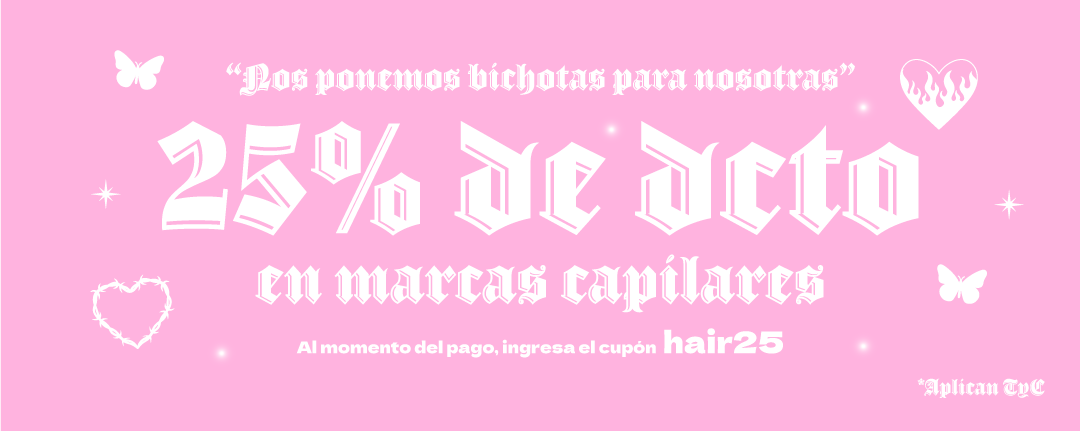 “Nos ponemos bichotas para nosotras”
25% de dcto
en marcas capilares
Al momento del pago, ingresa el cupón hair25
*Aplican TyC